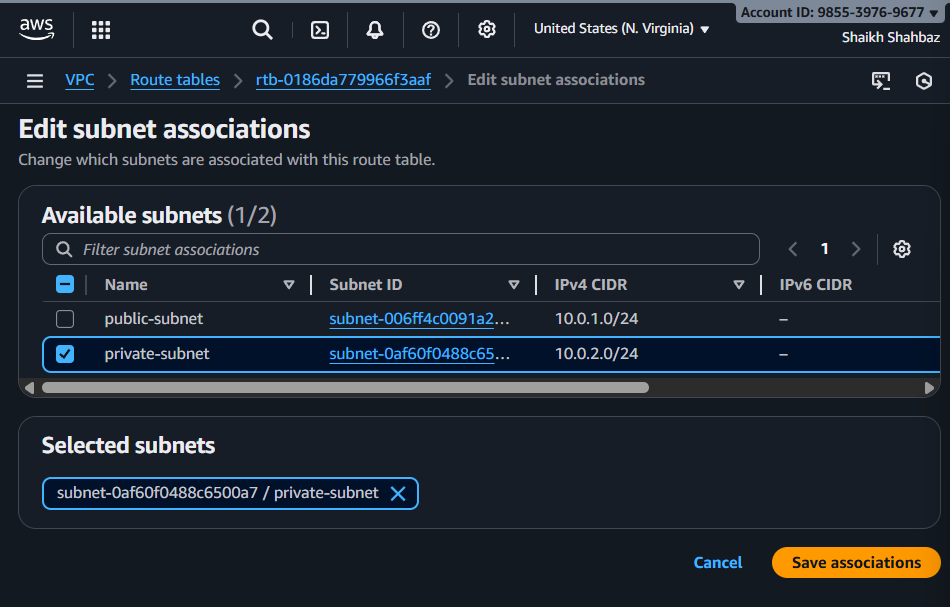 aws
United States (N. Virginia)
Account ID: 9855-3976-9677
Shaikh Shahbaz
VPC
Route tables
rtb-0186da779966f3aaf
Edit subnet associations
Edit subnet associations
Change which subnets are associated with this route table.
Available subnets (1/2)
Filter subnet associations
1
Name
Subnet ID
IPv4 CIDR
IPv6 CIDR
public-subnet
subnet-006ff4c0091a2...
10.0.1.0/24
–
private-subnet
subnet-0af60f0488c65...
10.0.2.0/24
–
Selected subnets
subnet-0af60f0488c6500a7 / private-subnet
Cancel
Save associations